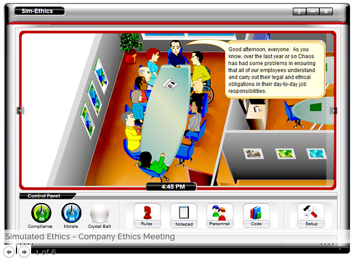 Sim-Ethics
Good afternoon, everyone. As you
know, over the last year or so Chaos
has had some problems in ensuring
that all of our employees understand
and carry out their legal and ethical
obligations in their day-to-day job
responsibilities.
4:45 PM
Control Panel
Compliance
Morale
Crystal Ball
Rules
Notepad
Personnel
Code
Setup
Simulated Ethics - Company Ethics Meeting
1 of 6